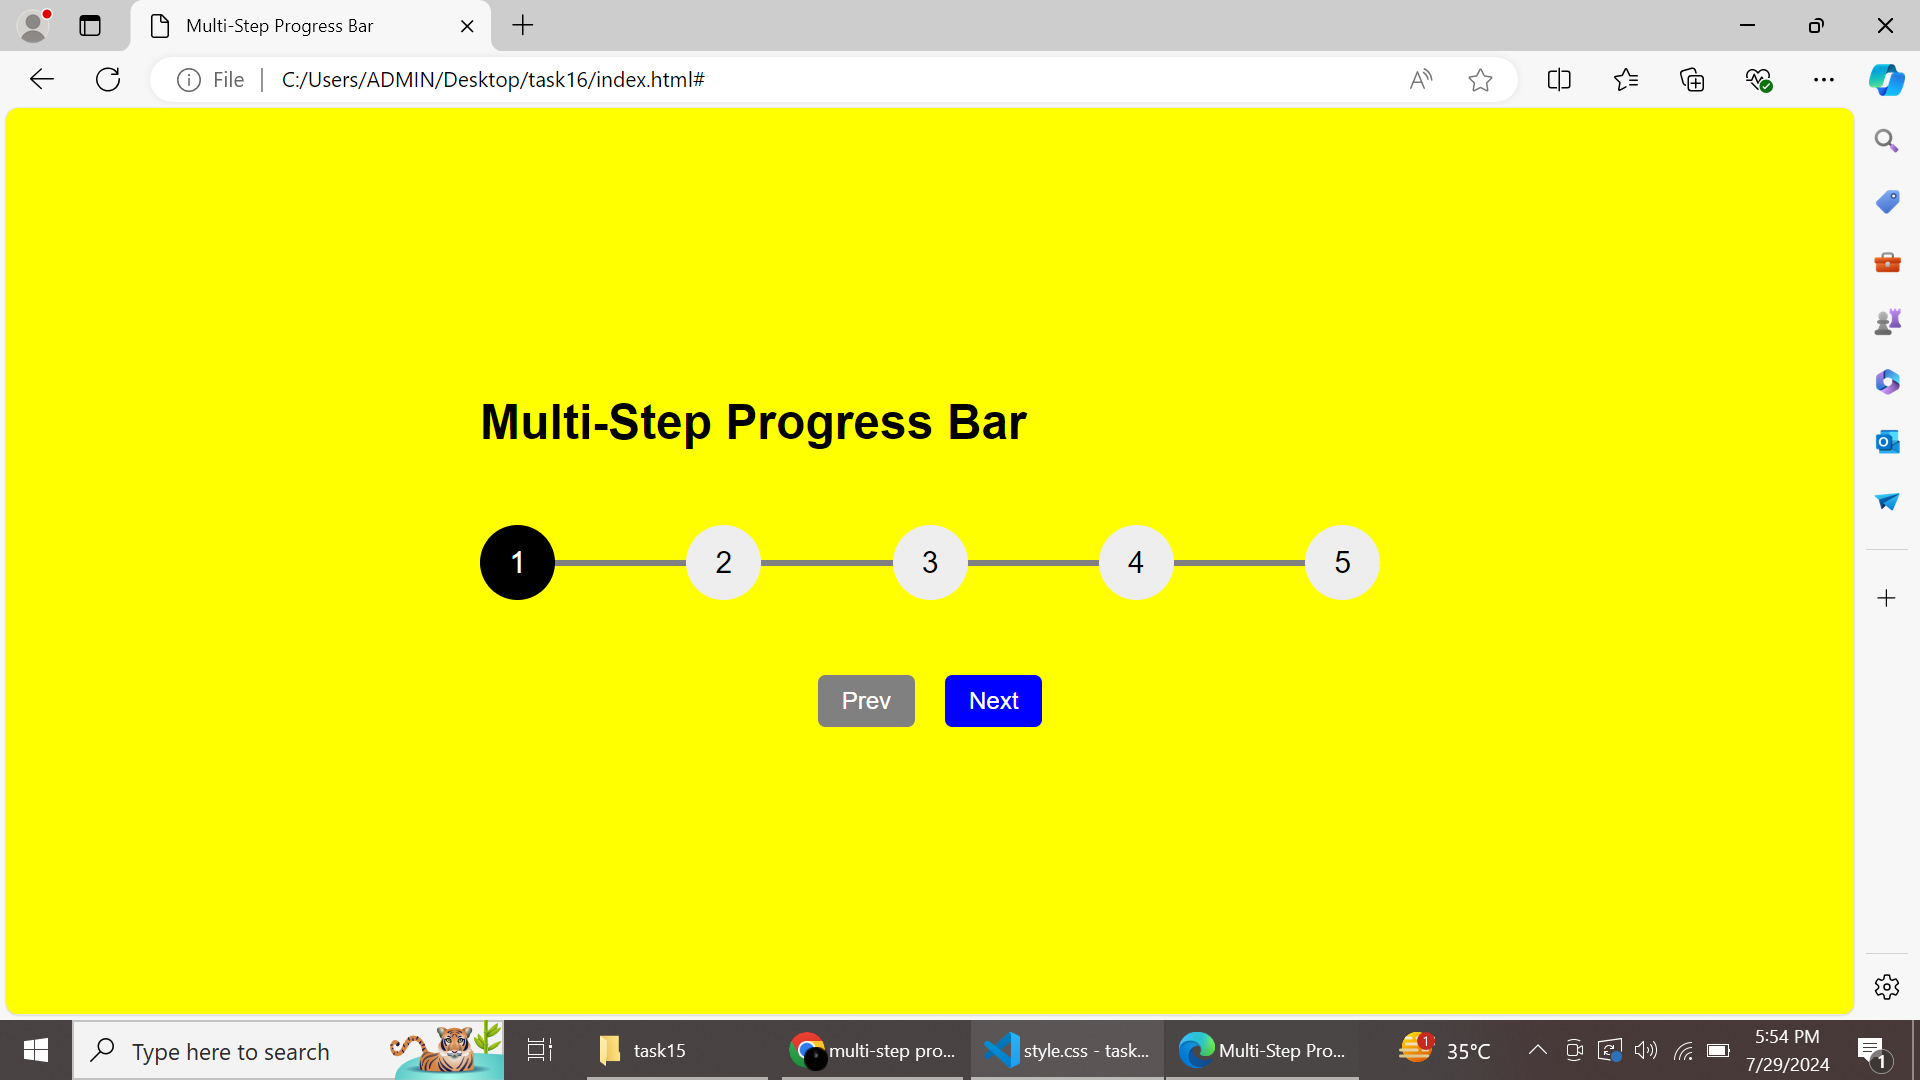 Multi-Step Progress Bar
File C:/Users/ADMIN/Desktop/task16/index.html#
Multi-Step Progress Bar
1 2 3 4 5
Prev Next
Type here to search task15 multi-step pro... style.css - task... Multi-Step Pro... 1 35°C 5:54 PM
7/29/2024 1